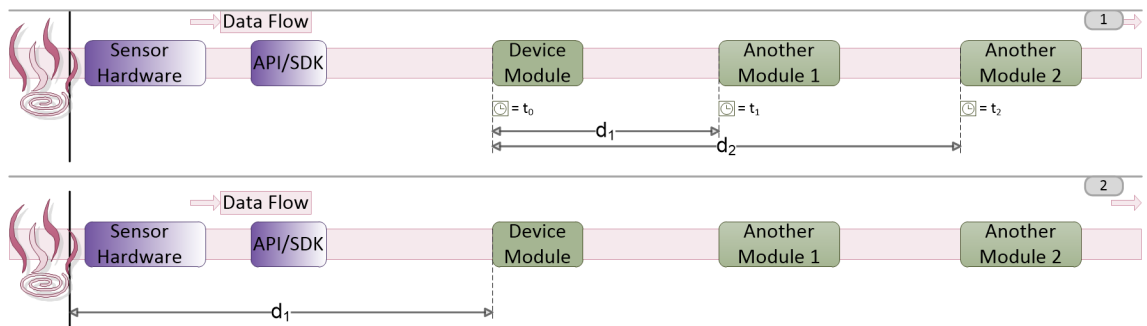 1
Data Flow
Sensor
Hardware
API/SDK
Device
Module
Another
Module 1
Another
Module 2
= t₀
= t₁
= t₂
d₁
d₂
2
Data Flow
Sensor
Hardware
API/SDK
Device
Module
Another
Module 1
Another
Module 2
d₁